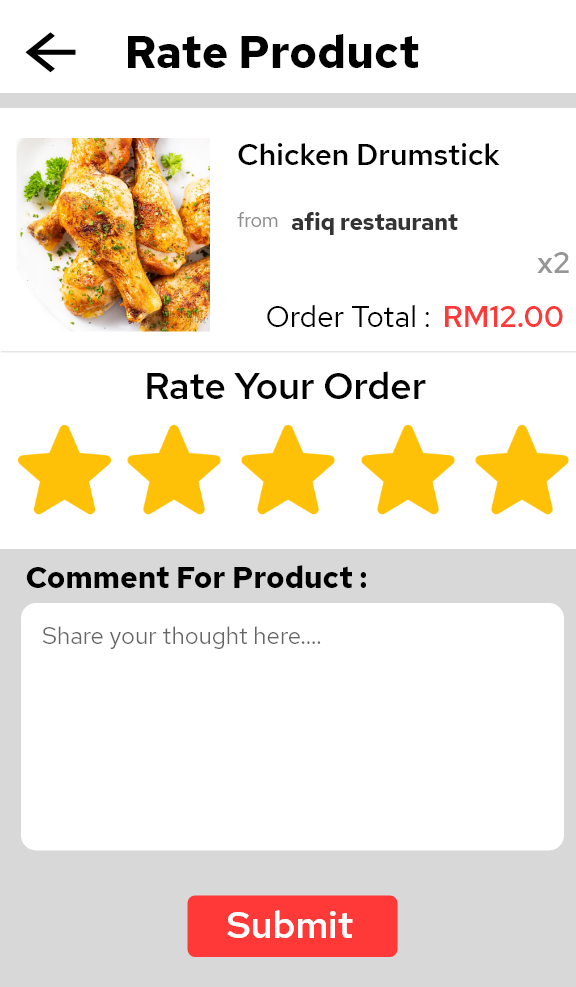 Rate Product
Chicken Drumstick
from afiq restaurant
x2
Order Total : RM12.00
Rate Your Order
Comment For Product :
Share your thought here....
Submit